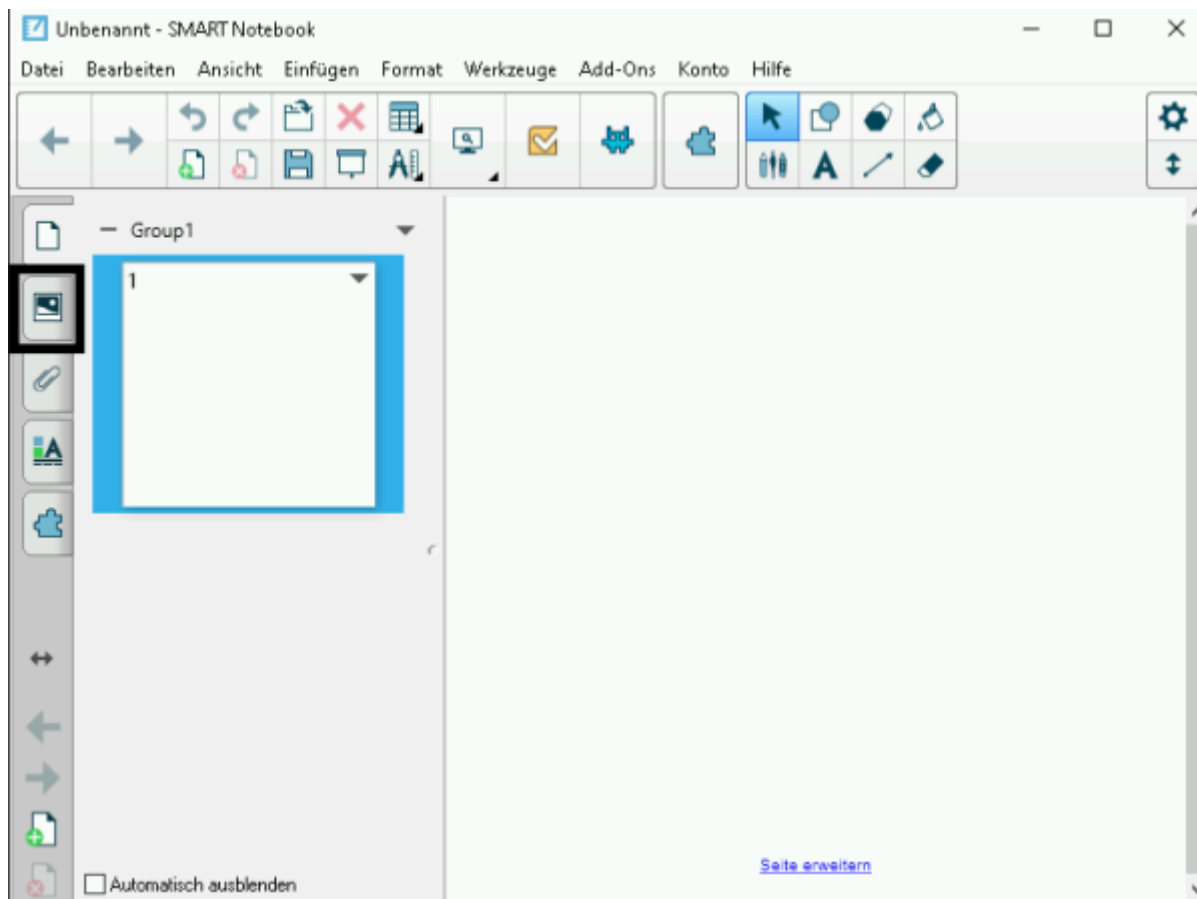 Unbenannt - SMART Notebook
Datei Bearbeiten Ansicht Einfügen Format Werkzeuge Add-Ons Konto Hilfe
Group1
1
Seite erweitern
Automatisch ausblenden